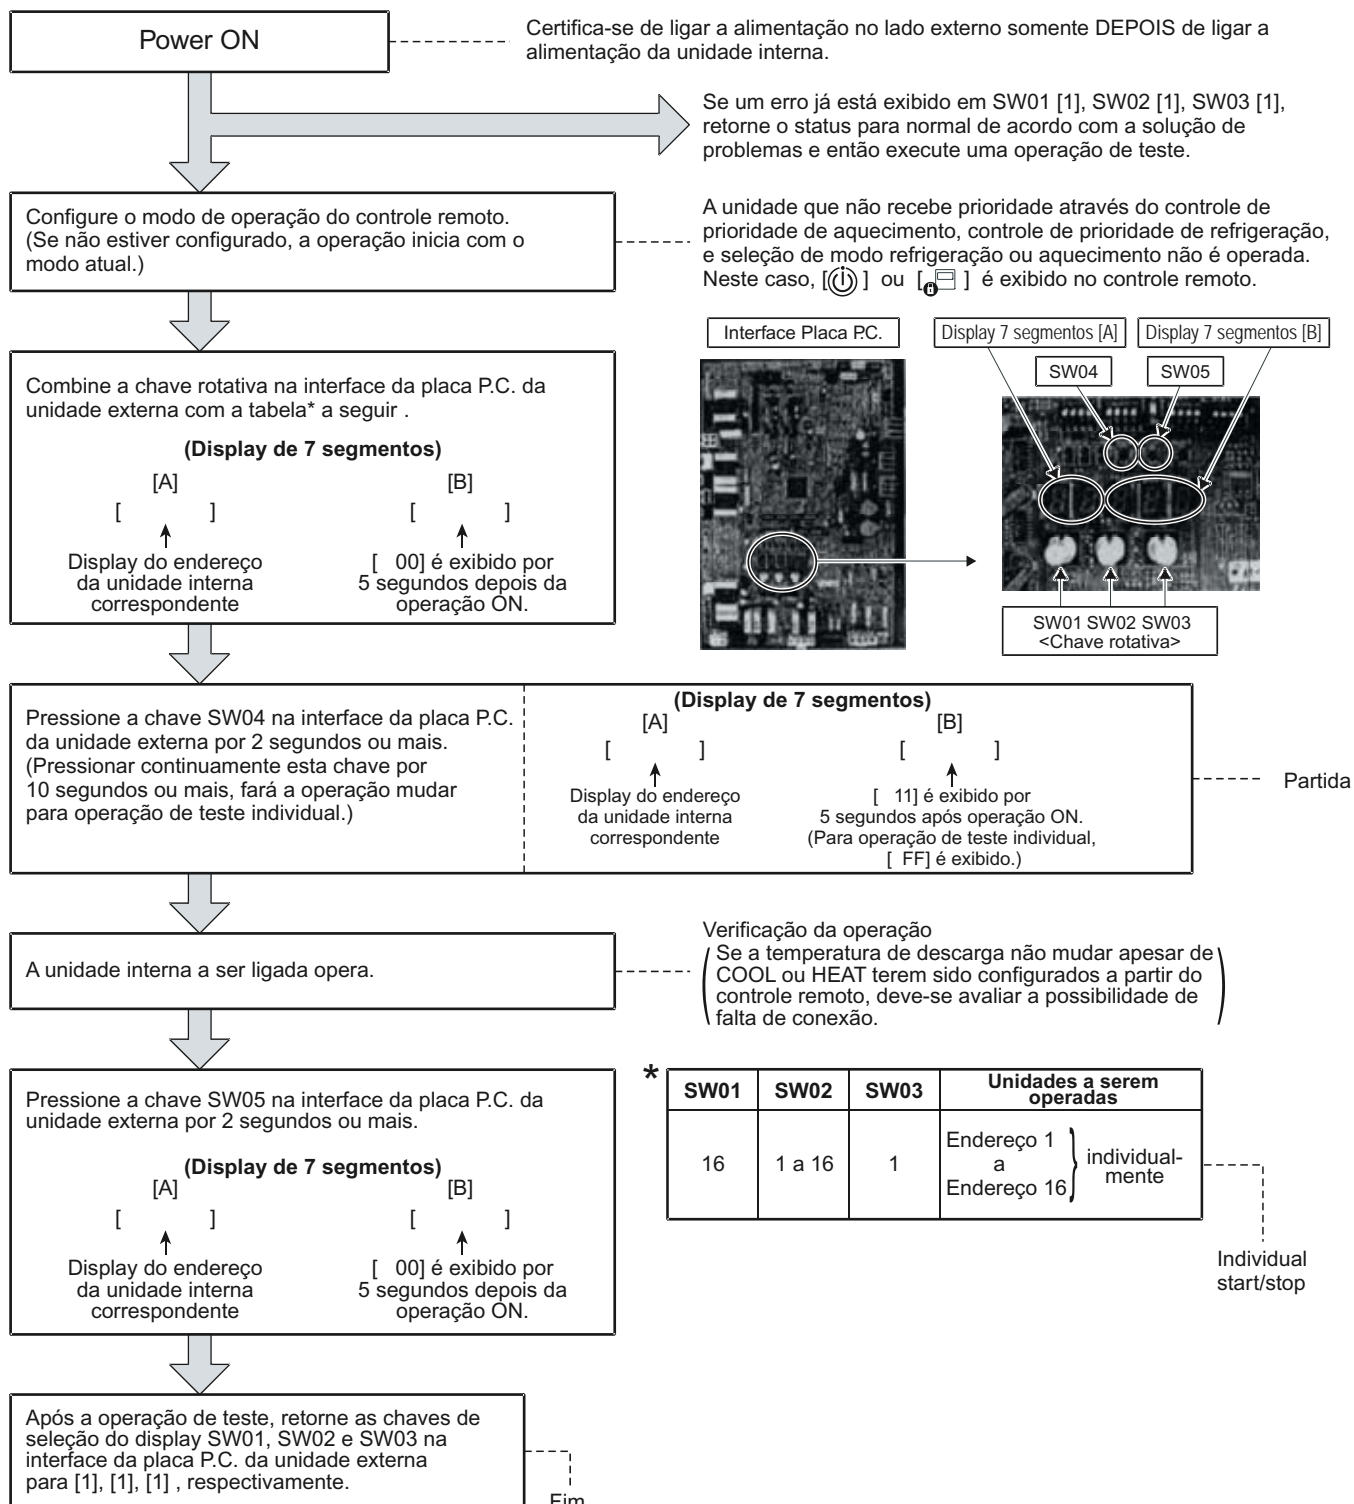 Power ON
Certifica-se de ligar a alimentação no lado externo somente DEPOIS de ligar a
alimentação da unidade interna.
Se um erro já está exibido em SW01 [1], SW02 [1], SW03 [1],
retorne o status para normal de acordo com a solução de
problemas e então execute uma operação de teste.
Configure o modo de operação do controle remoto.
(Se não estiver configurado, a operação inicia com o
modo atual.)
A unidade que não recebe prioridade através do controle de
prioridade de aquecimento, controle de prioridade de refrigeração,
e seleção de modo refrigeração ou aquecimento não é operada.
Neste caso, [ ] ou [ ] é exibido no controle remoto.
Interface Placa P.C.
Display 7 segmentos [A]
Display 7 segmentos [B]
SW04
SW05
SW01 SW02 SW03
<Chave rotativa>
Combine a chave rotativa na interface da placa P.C. da
unidade externa com a tabela* a seguir .
(Display de 7 segmentos)
[A] [B]
[ ] [ ]
Display do endereço
da unidade interna
correspondente
[ 00] é exibido por
5 segundos depois da
operação ON.
Pressione a chave SW04 na interface da placa P.C.
da unidade externa por 2 segundos ou mais.
(Pressionar continuamente esta chave por
10 segundos ou mais, fará a operação mudar
para operação de teste individual.)
(Display de 7 segmentos)
[A] [B]
[ ] [ ]
Display do endereço
da unidade interna
correspondente
[ 11] é exibido por
5 segundos após operação ON.
(Para operação de teste individual,
[ FF] é exibido.)
Partida
A unidade interna a ser ligada opera.
Verificação da operação
(Se a temperatura de descarga não mudar apesar de
COOL ou HEAT terem sido configurados a partir do
controle remoto, deve-se avaliar a possibilidade de
falta de conexão.)
Pressione a chave SW05 na interface da placa P.C. da
unidade externa por 2 segundos ou mais.
(Display de 7 segmentos)
[A] [B]
[ ] [ ]
Display do endereço
da unidade interna
correspondente
[ 00] é exibido por
5 segundos depois da
operação ON.
*
SW01 SW02 SW03 Unidades a serem
operadas
16 1 a 16 1
Endereço 1
a
Endereço 16
} individual-
mente
Individual
start/stop
Após a operação de teste, retorne as chaves de
seleção do display SW01, SW02 e SW03 na
interface da placa P.C. da unidade externa
para [1], [1], [1] , respectivamente.
Fim